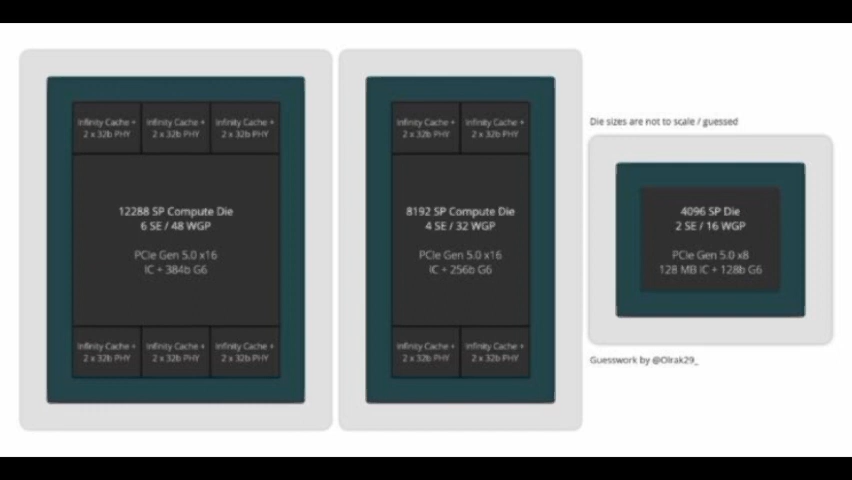 Infinity Cache +
2 x 32b PHY
Infinity Cache +
2 x 32b PHY
Infinity Cache +
2 x 32b PHY
12288 SP Compute Die
6 SE / 48 WGP
PCIe Gen 5.0 x16
IC + 384b G6
Infinity Cache +
2 x 32b PHY
Infinity Cache +
2 x 32b PHY
Infinity Cache +
2 x 32b PHY
Infinity Cache +
2 x 32b PHY
Infinity Cache +
2 x 32b PHY
8192 SP Compute Die
4 SE / 32 WGP
PCIe Gen 5.0 x16
IC + 256b G6
Infinity Cache +
2 x 32b PHY
Infinity Cache +
2 x 32b PHY
Die sizes are not to scale / guessed
4096 SP Die
2 SE / 16 WGP
PCIe Gen 5.0 x8
128 MB IC + 128b G6
Guesswork by @Olrak29_